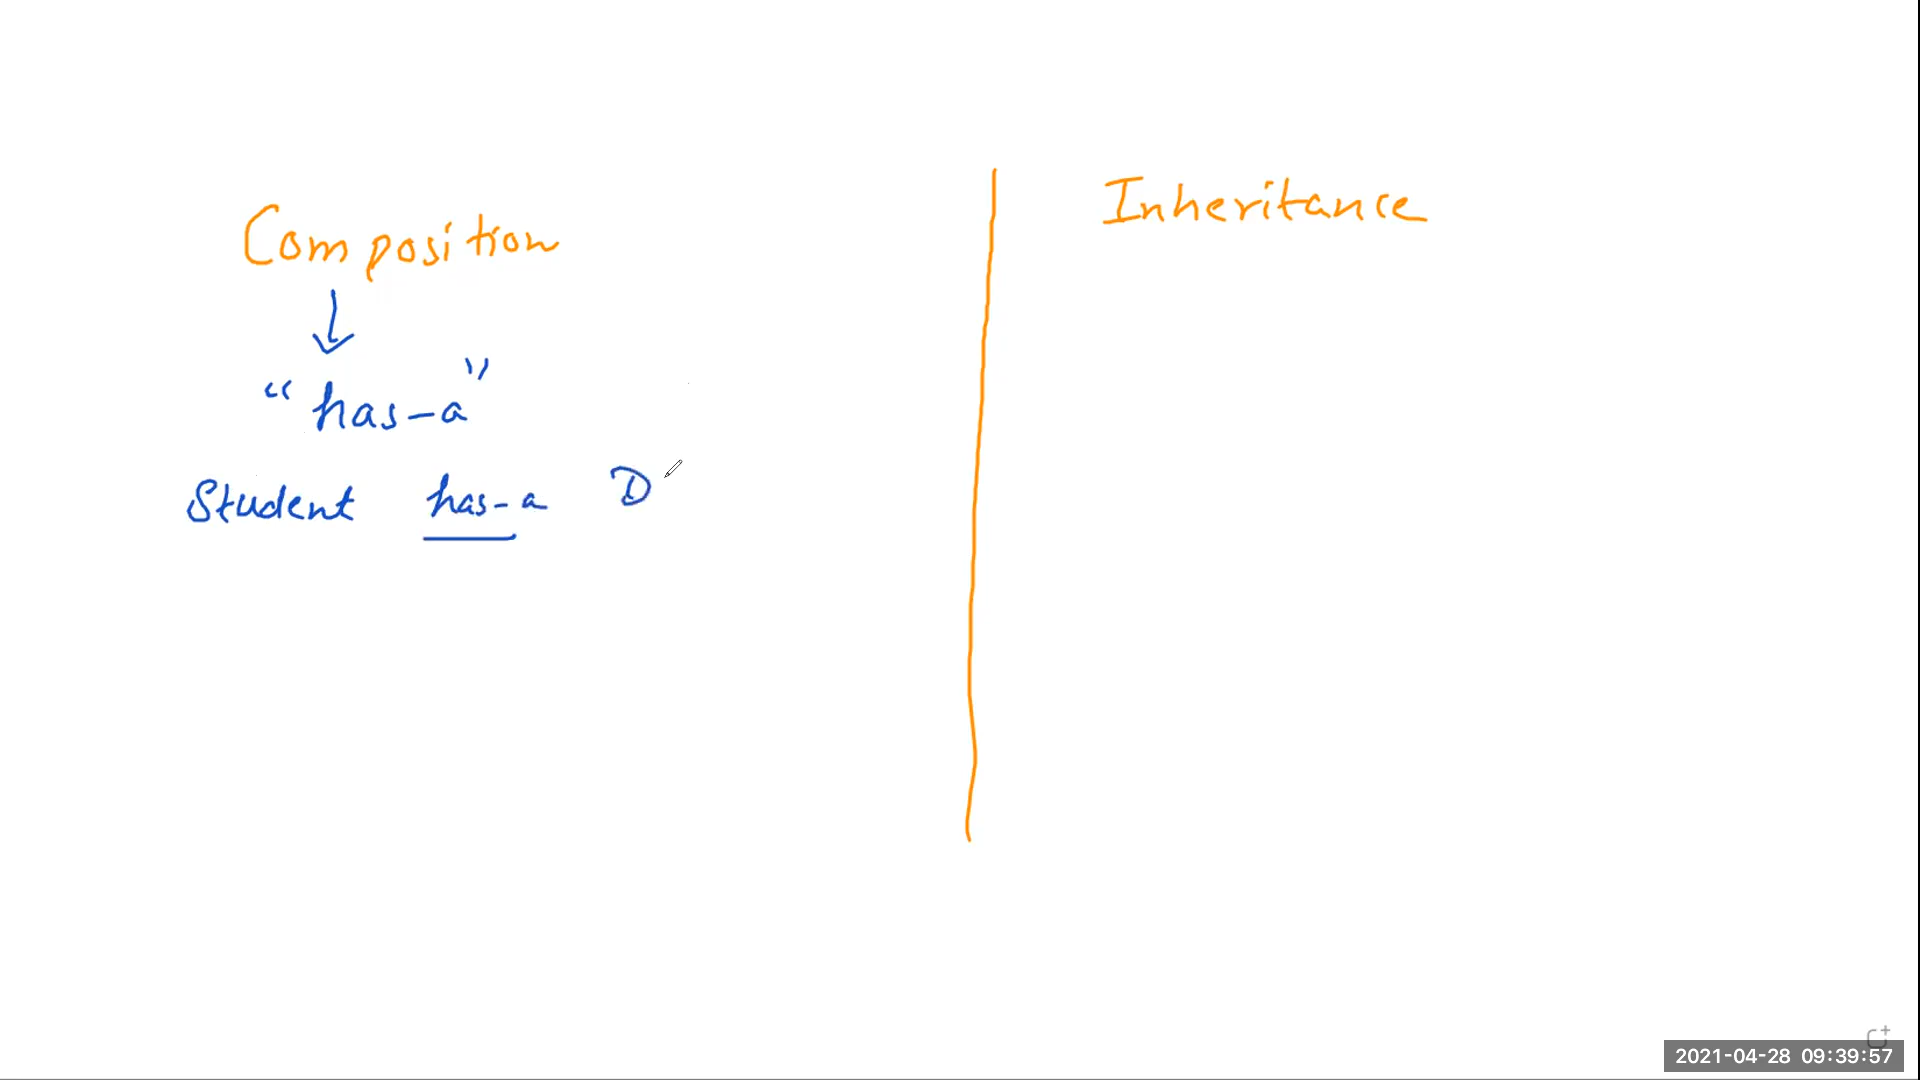 Composition
"has-a"
Student has-a D
Inheritance
2021-04-28 09:39:57